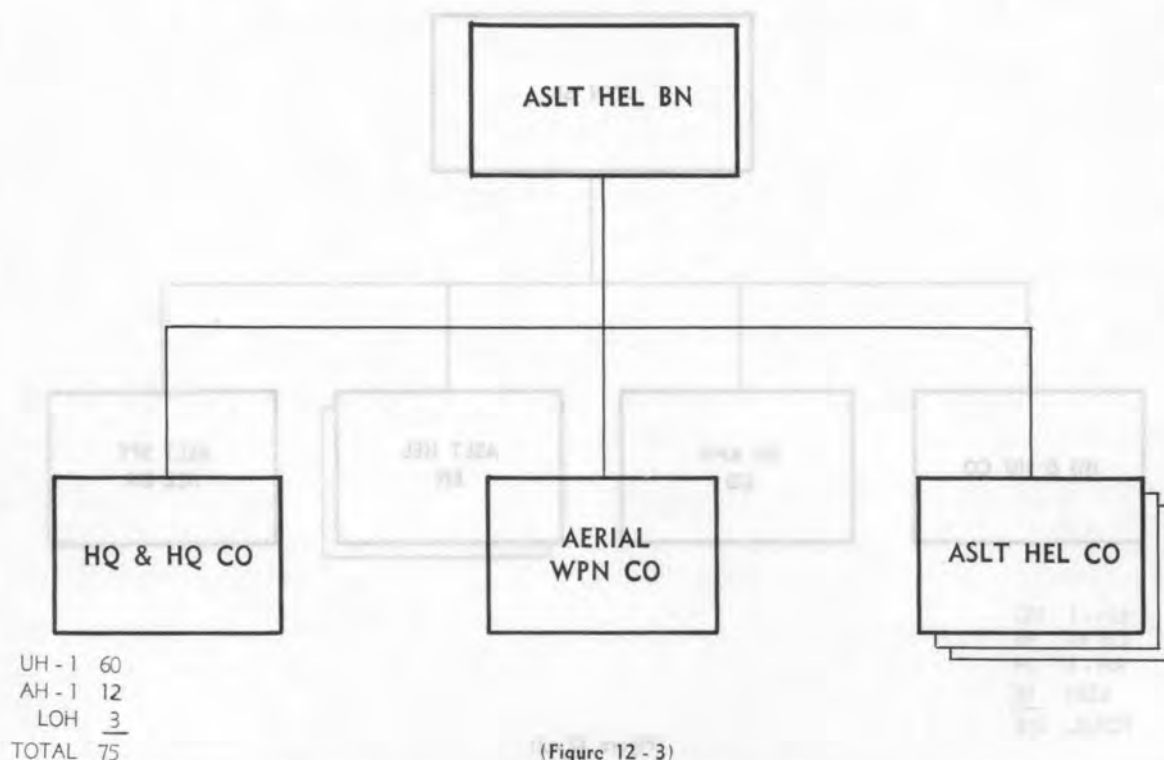 ASLT HEL BN
HQ & HQ CO
AERIAL
WPN CO
ASLT HEL CO
UH - 1 60
AH - 1 12
LOH 3
TOTAL 75
(Figure 12 - 3)